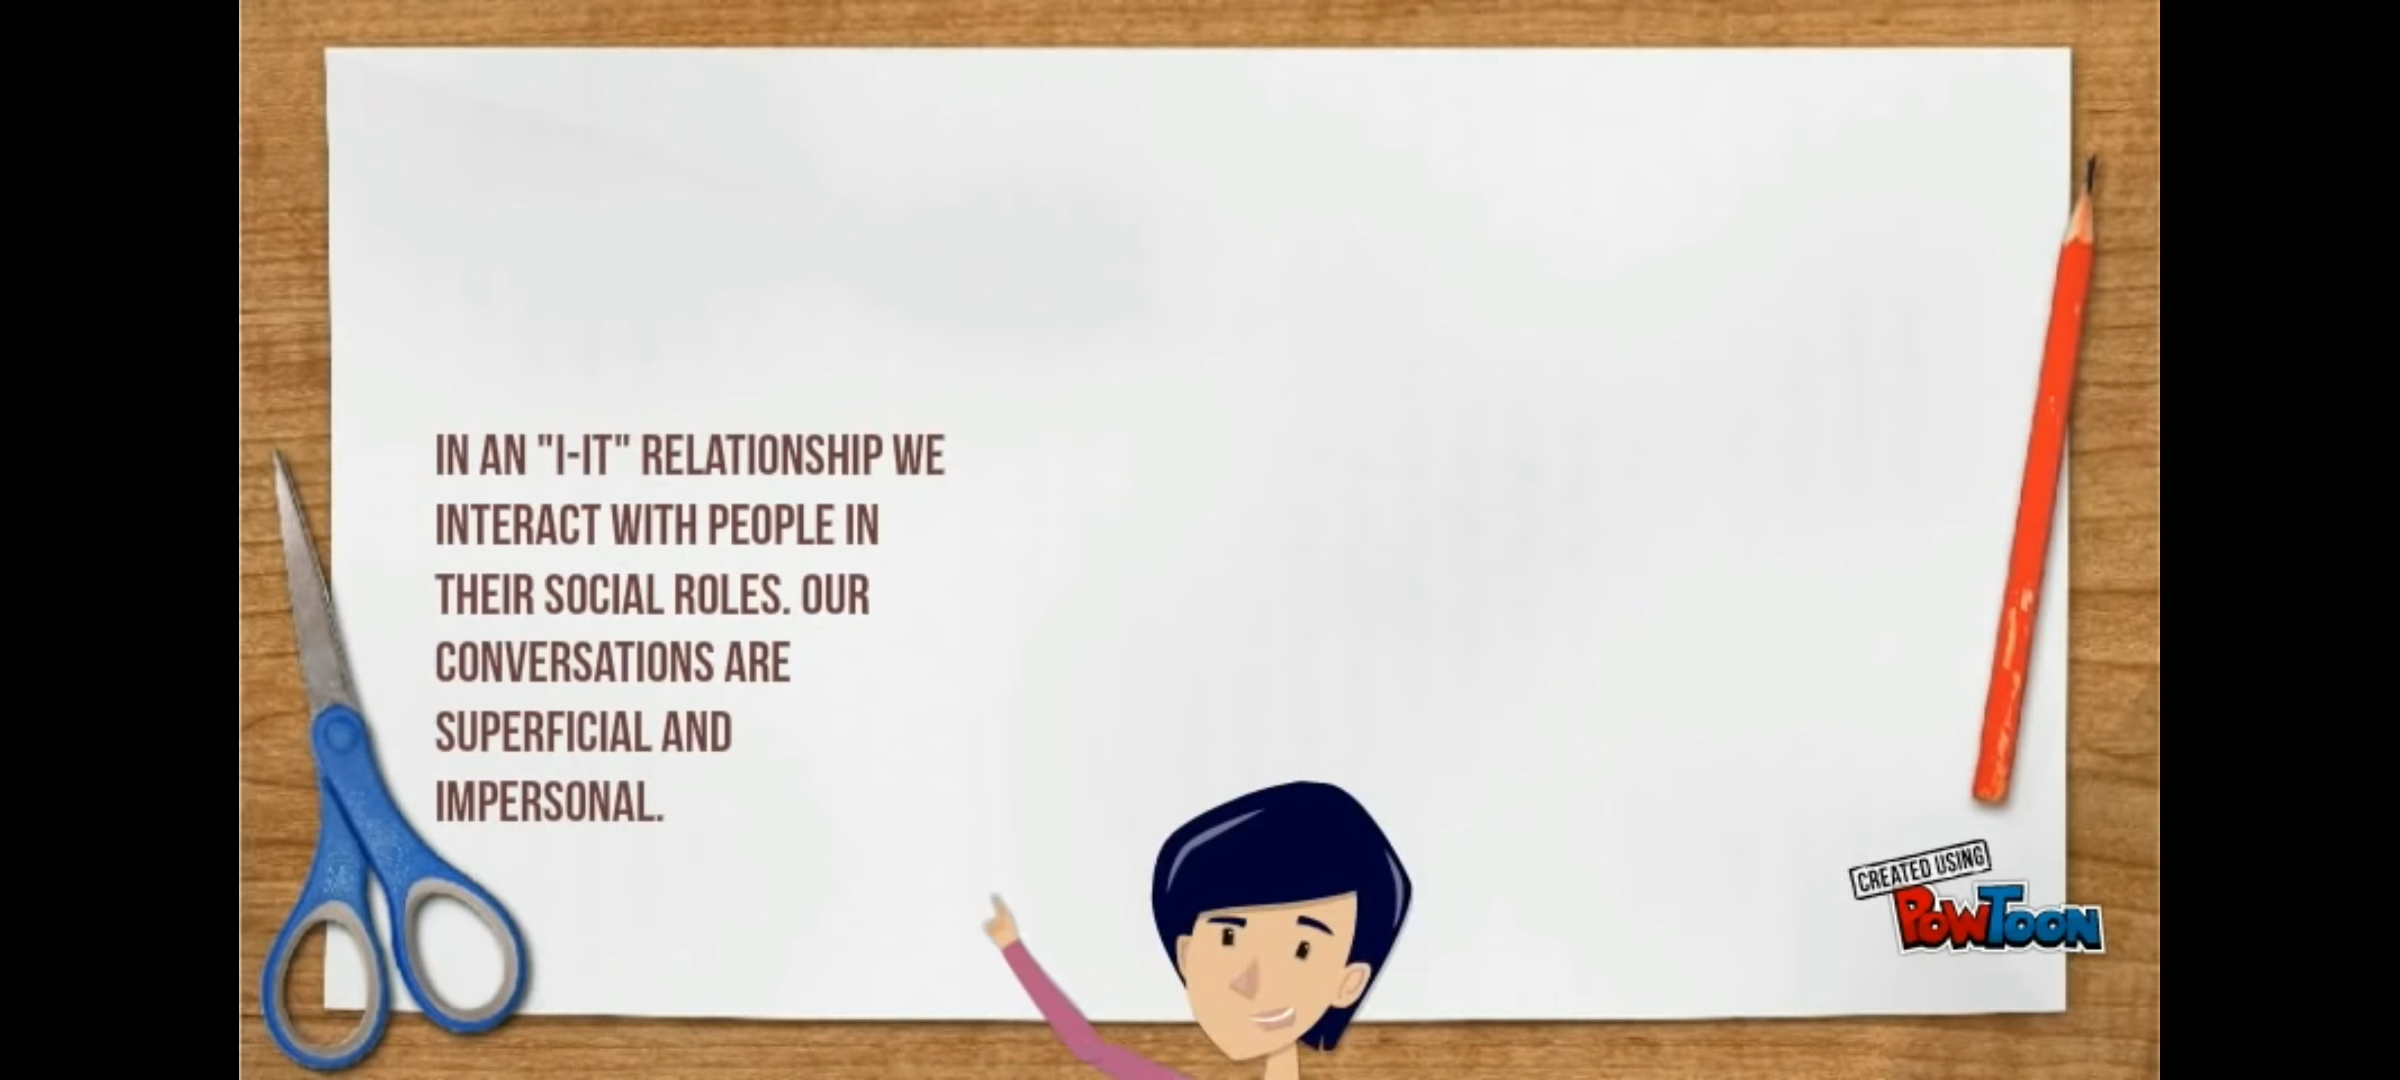 IN AN "I-IT" RELATIONSHIP WE
INTERACT WITH PEOPLE IN
THEIR SOCIAL ROLES. OUR
CONVERSATIONS ARE
SUPERFICIAL AND
IMPERSONAL.
CREATED USING
POWTOON